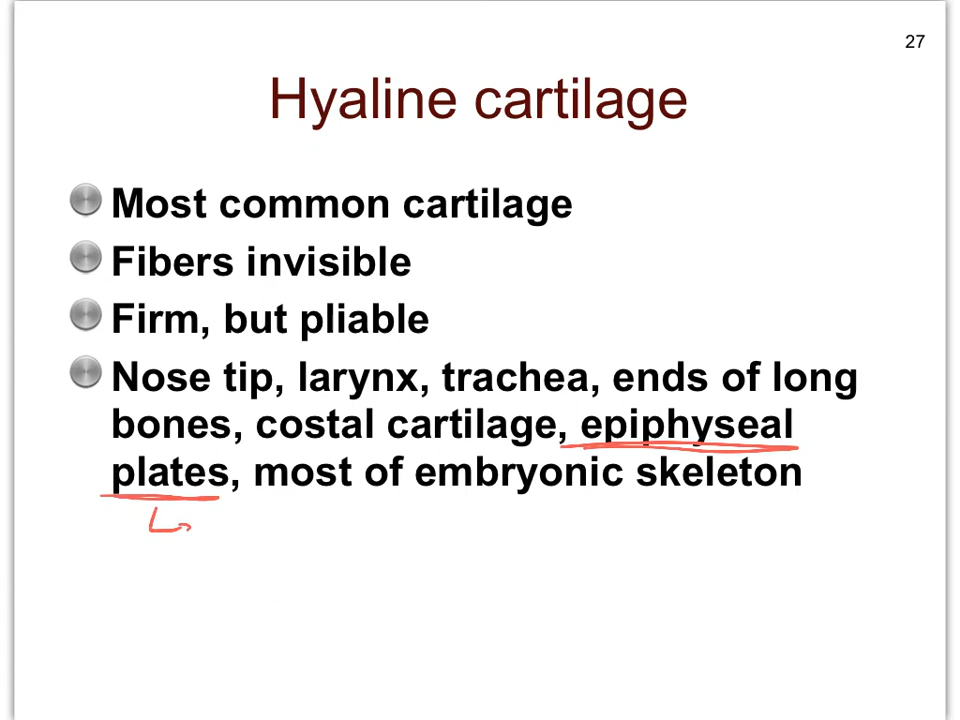 27
Hyaline cartilage
Most common cartilage
Fibers invisible
Firm, but pliable
Nose tip, larynx, trachea, ends of long
bones, costal cartilage, epiphyseal
plates, most of embryonic skeleton